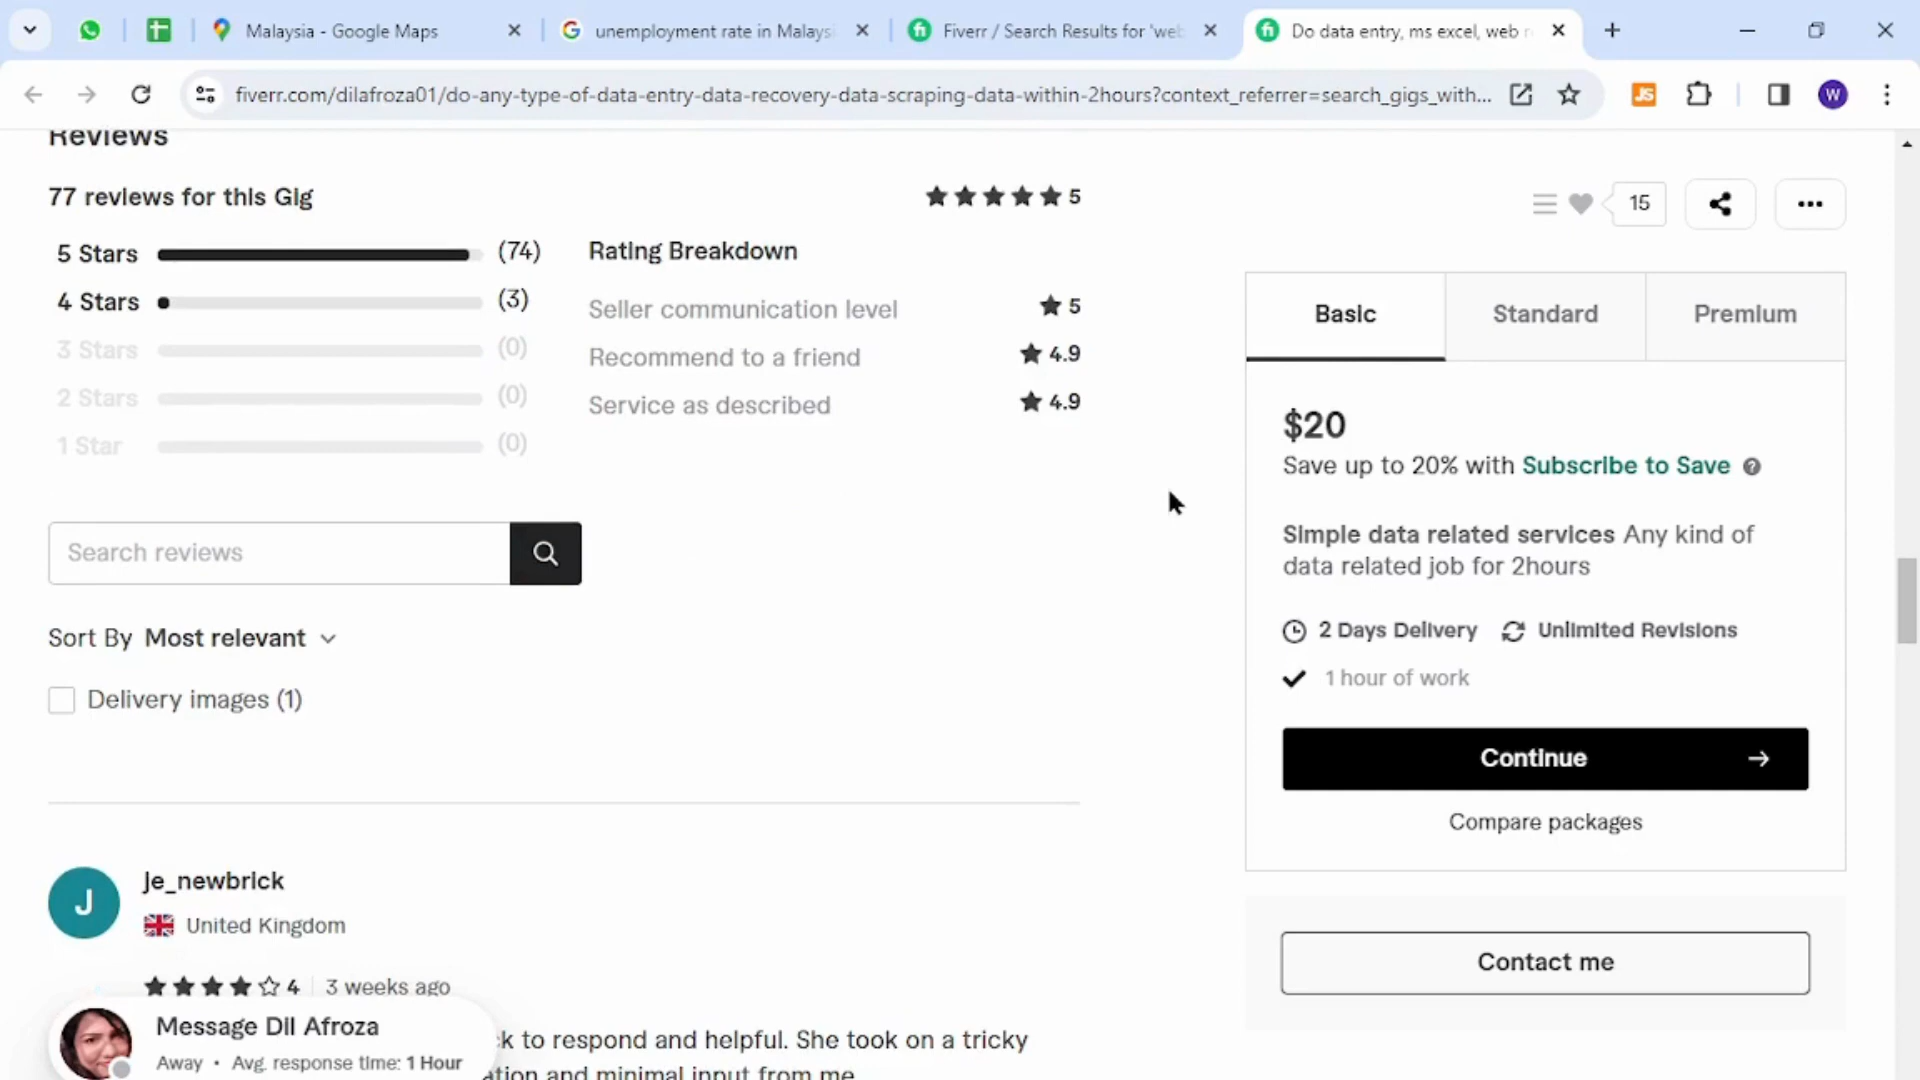 Malaysia - Google Maps
unemployment rate in Malays
Fiverr / Search Results for 'web
Do data entry, ms excel, web r
fiverr.com/dilafroza01/do-any-type-of-data-entry-data-recovery-data-scraping-data-within-2hours?context_referrer=search_gigs_with...
JS
W
Reviews
77 reviews for this Gig
5
5 Stars
(74)
4 Stars
(3)
3 Stars
(0)
2 Stars
(0)
1 Star
(0)
Rating Breakdown
Seller communication level
5
Recommend to a friend
4.9
Service as described
4.9
Search reviews
Sort By Most relevant
Delivery images (1)
J
je_newbrick
United Kingdom
4
3 weeks ago
to respond and helpful. She took on a tricky
and minimal input from me
Message Dil Afroza
Away • Avg. response time: 1 Hour
15
Basic
Standard
Premium
$20
Save up to 20% with Subscribe to Save
Simple data related services Any kind of
data related job for 2hours
2 Days Delivery
Unlimited Revisions
1 hour of work
Continue
Compare packages
Contact me